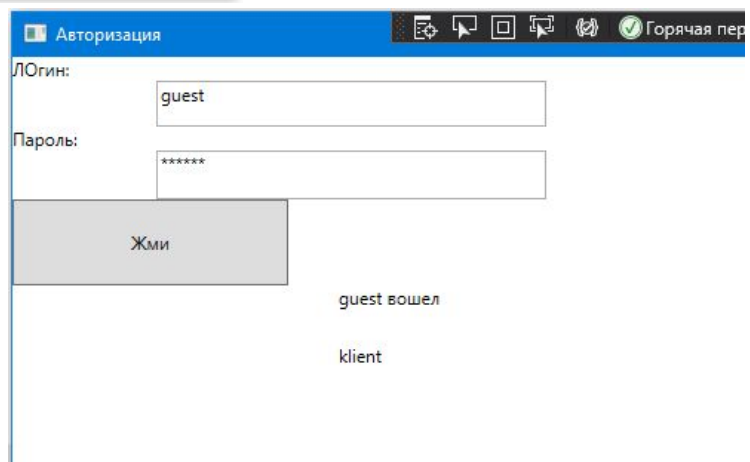 Авторизация
Горячая пер
ЛОгин:
guest
Пароль:
******
Жми
guest вошел
klient